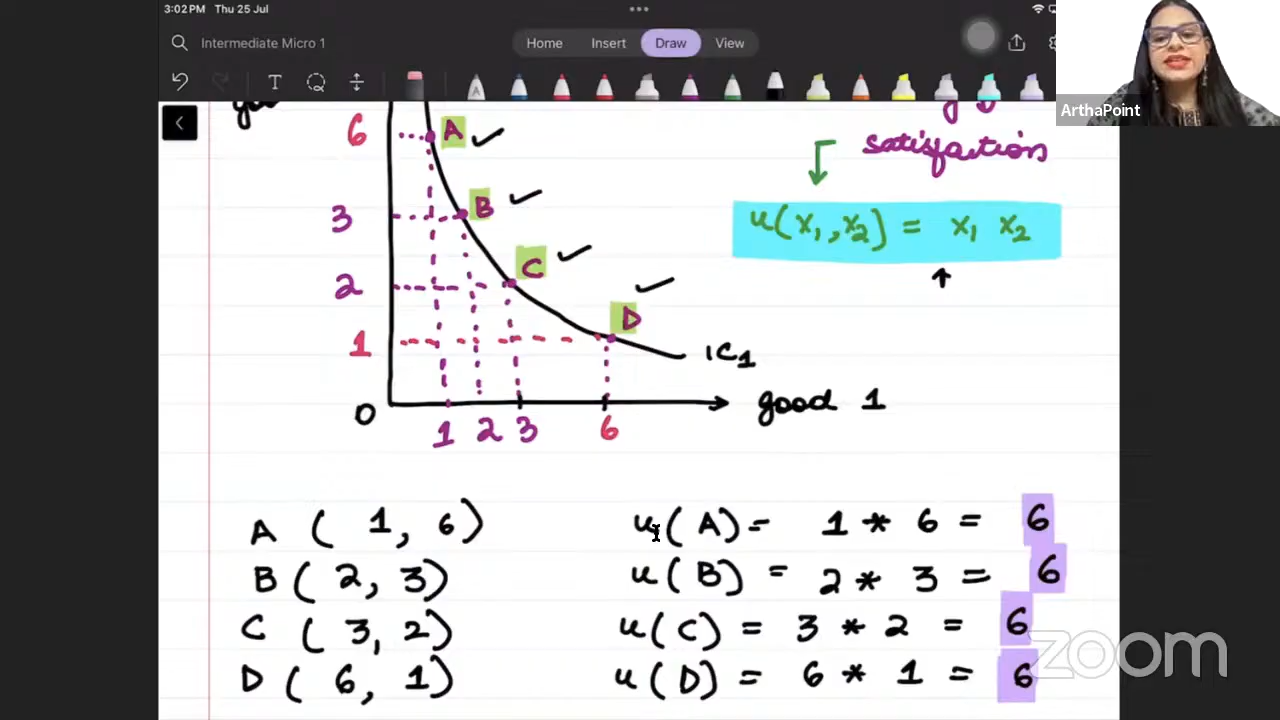 3:02 PM Thu 25 Jul
Intermediate Micro 1
Home Insert Draw View
ArthaPoint
6 A
satisfaction
3 B
u(x₁, x₂) = x₁ x₂
2 C
D
1
IC₁
0
good 1
1 2 3 6
A ( 1, 6) u( A) = 1 * 6 = 6
B ( 2, 3) u( B) = 2 * 3 = 6
C ( 3, 2) u( C) = 3 * 2 = 6
D ( 6, 1) u( D) = 6 * 1 = 6
zoom